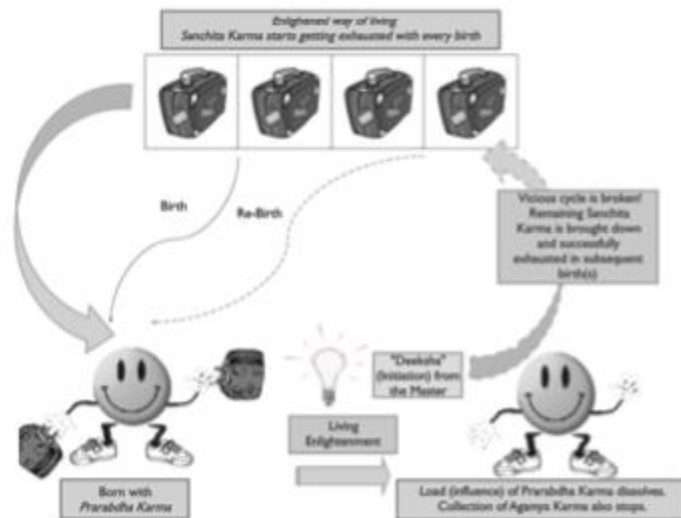 Enlighened way of living
Sanchita Karma starts getting exhausted with every birth
Birth
Re-Birth
Vicious cycle is broken!
Remaining Sanchita
Karma is brought down
and successfully
exhausted in subsequent
birth(s)
"Deeksha"
(Initiation) from
the Master
Living
Enlightenment
Born with
Prarabdha Karma
Load (influence) of Prarabdha Karma dissolves.
Collection of Agamya Karma also stops.